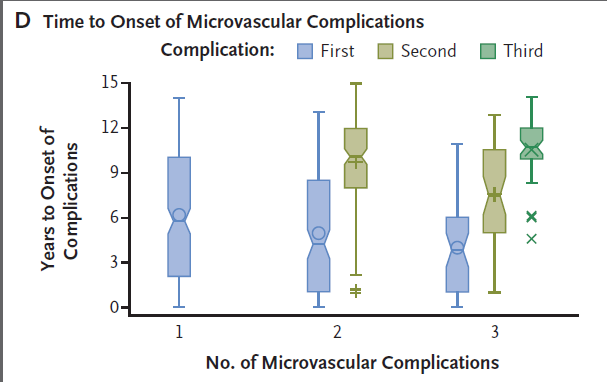 D Time to Onset of Microvascular Complications
Complication: First Second Third
Years to Onset of
Complications
15
12
9
6
3
0
1 2 3
No. of Microvascular Complications